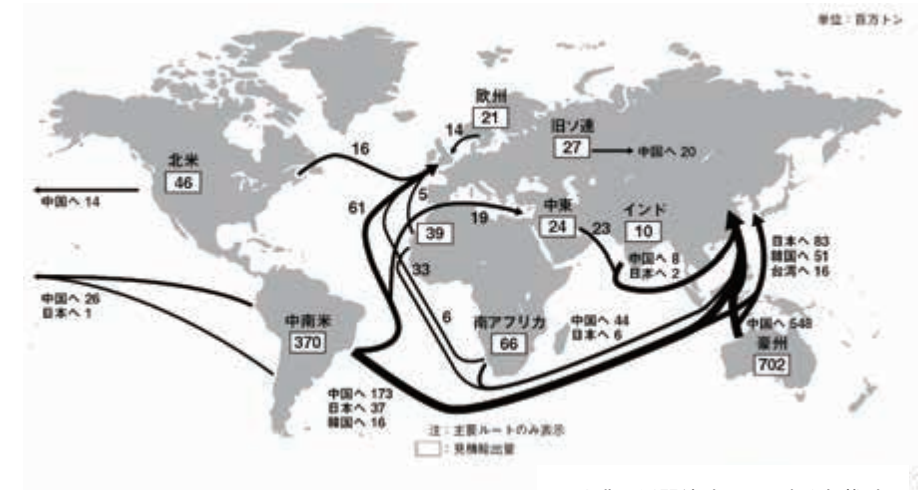 単位：百万トン
欧州
21
14
旧ソ連
27
中国へ 20
16
北米
46
中国へ 14
61
5
19
中東
24
23
インド
10
39
中国へ 8
日本へ 2
日本へ 83
韓国へ 51
台湾へ 16
33
中国へ 26
日本へ 1
6
南アフリカ
66
中国へ 44
日本へ 6
中南米
370
中国へ 548
豪州
702
中国へ 173
日本へ 37
韓国へ 16
注：主要ルートのみ表示
：見積輸出量